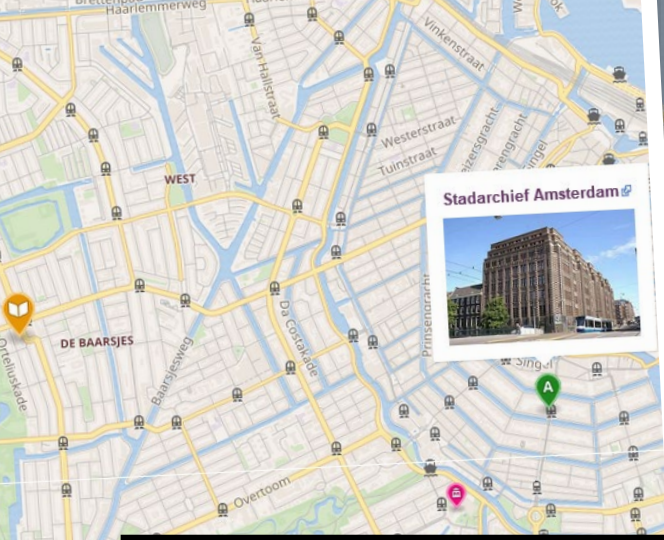 Haarlemmerweg
Van Hallstraat
Vinkenstraat
Westerstraat
Tuinstraat
WEST
Stadarchief Amsterdam
Prinsengracht
Da Costakade
DE BAARSJES
Baarsjesweg
Orteliuskade
Singel
A
Overtoom